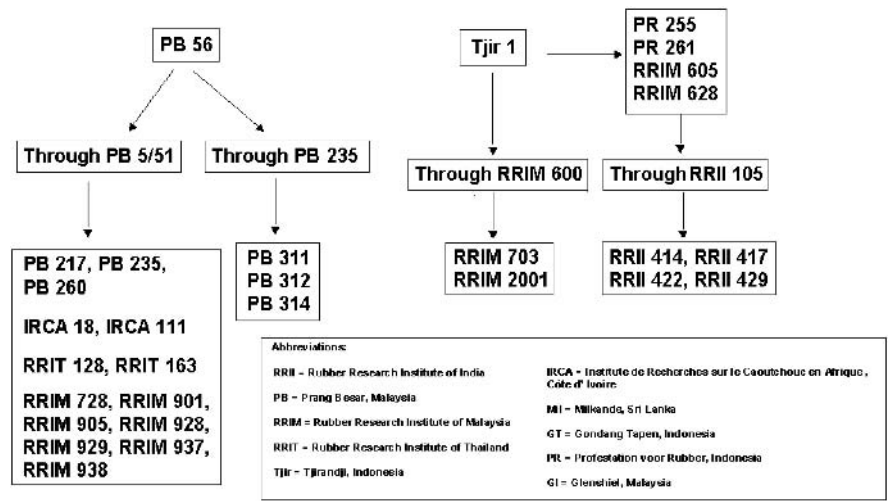 PB 56
Through PB 5/51
Through PB 235
PB 217, PB 235,
PB 260
IRCA 18, IRCA 111
RRIT 128, RRIT 163
RRIM 728, RRIM 901,
RRIM 905, RRIM 928,
RRIM 929, RRIM 937,
RRIM 938
PB 311
PB 312
PB 314
Tjir 1
PR 255
PR 261
RRIM 605
RRIM 628
Through RRIM 600
Through RRII 105
RRIM 703
RRIM 2001
RRII 414, RRII 417
RRII 422, RRII 429
Abbreviations:
RRII – Rubber Research Institute of India
PB – Prang Besar, Malaysia
RRIM = Rubber Research Institute of Malaysia
RRIT – Rubber Research Institute of Thailand
Tjir – Tjirandji, Indonesia
IRCA – Institute de Recherches sur le Caoutchouc en Afrique,
Côte d' Ivoire
Mil – Milkande, Sri Lanka
GT – Gondang Tapen, Indonesia
PR – Profestation voor Rubber, Indonesia
Gl – Glenshiel, Malaysia